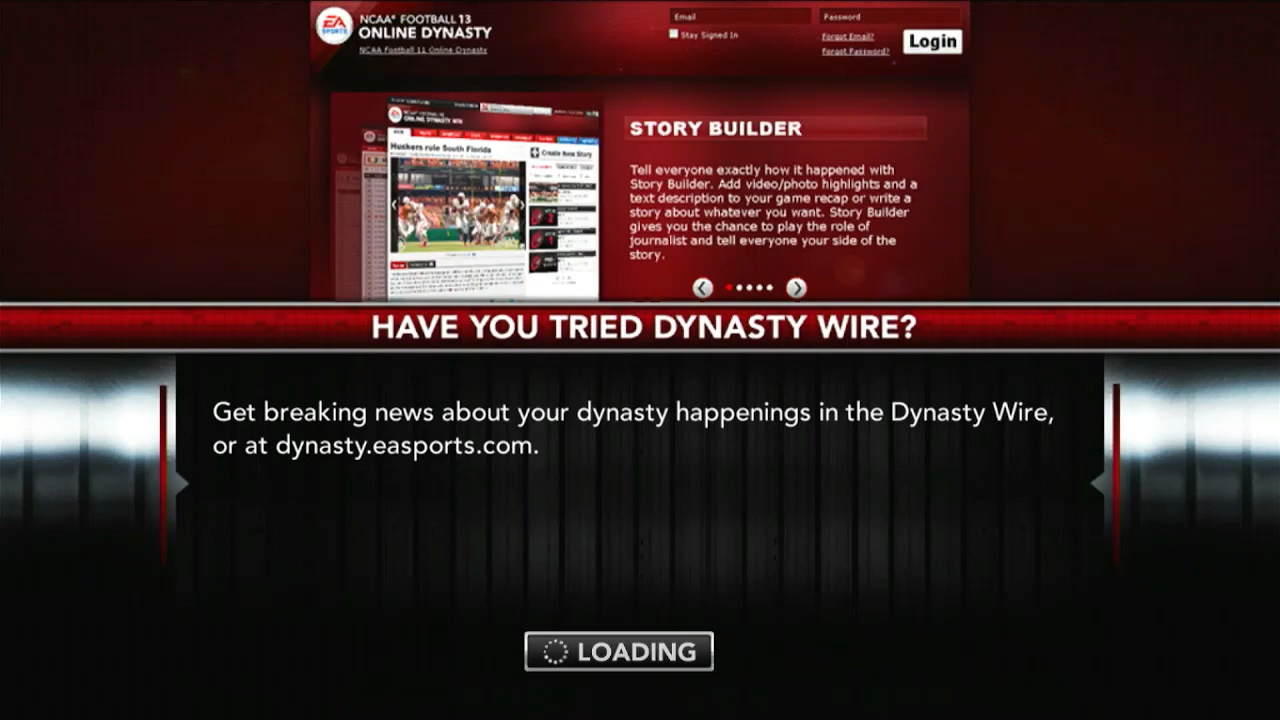 EA SPORTS
NCAA® FOOTBALL 13
ONLINE DYNASTY
NCAA Football 11 Online Dynasty
Email
Password
Stay Signed In
Forgot Email?
Forgot Password?
Login
Huskers rule South Florida
Create New Story
STORY BUILDER
Tell everyone exactly how it happened with
Story Builder. Add video/photo highlights and a
text description to your game recap or write a
story about whatever you want. Story Builder
gives you the chance to play the role of
journalist and tell everyone your side of the
story.
HAVE YOU TRIED DYNASTY WIRE?
Get breaking news about your dynasty happenings in the Dynasty Wire,
or at dynasty.easports.com.
LOADING